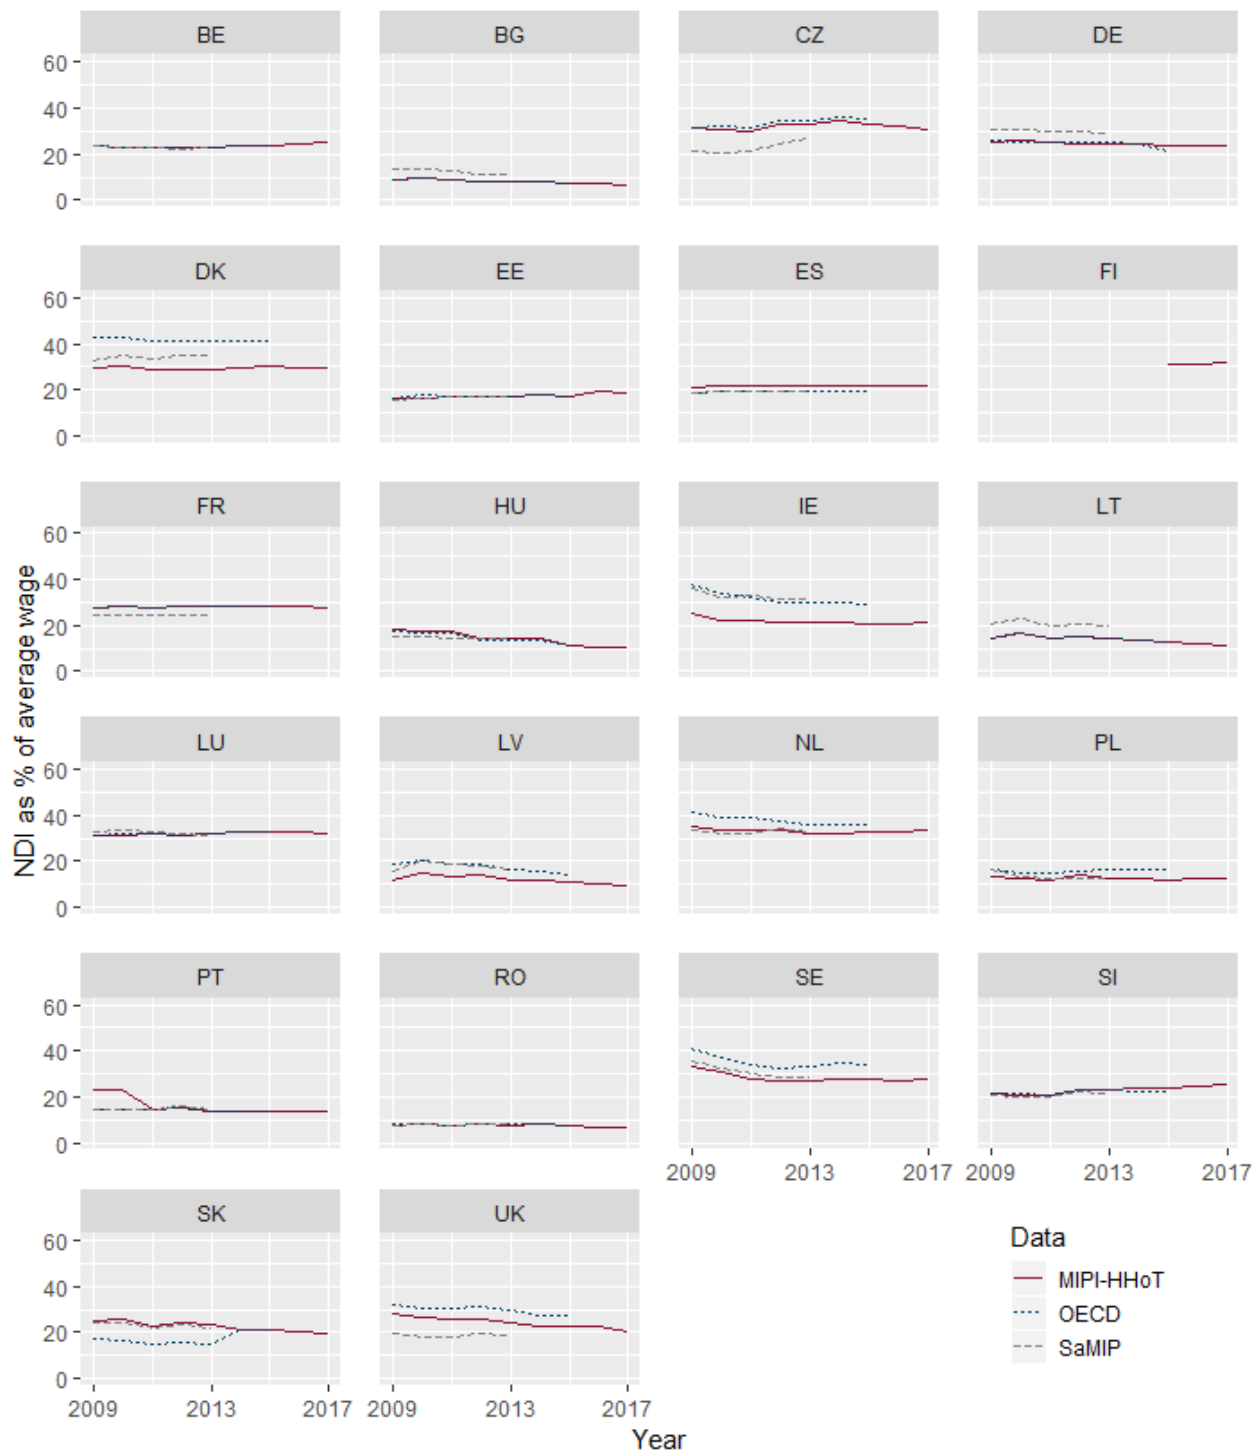 BE BG CZ DE
60
40
20
0
DK EE ES FI
60
40
20
0
FR HU IE LT
60
40
20
0
NDI as % of average wage
LU LV NL PL
60
40
20
0
PT RO SE SI
60
40
20
0
2009 2013 2017 2009 2013 2017
SK UK
60
40
20
0
2009 2013 2017 2009 2013 2017
Year
Data
MIPI-HHoT
OECD
SaMIP